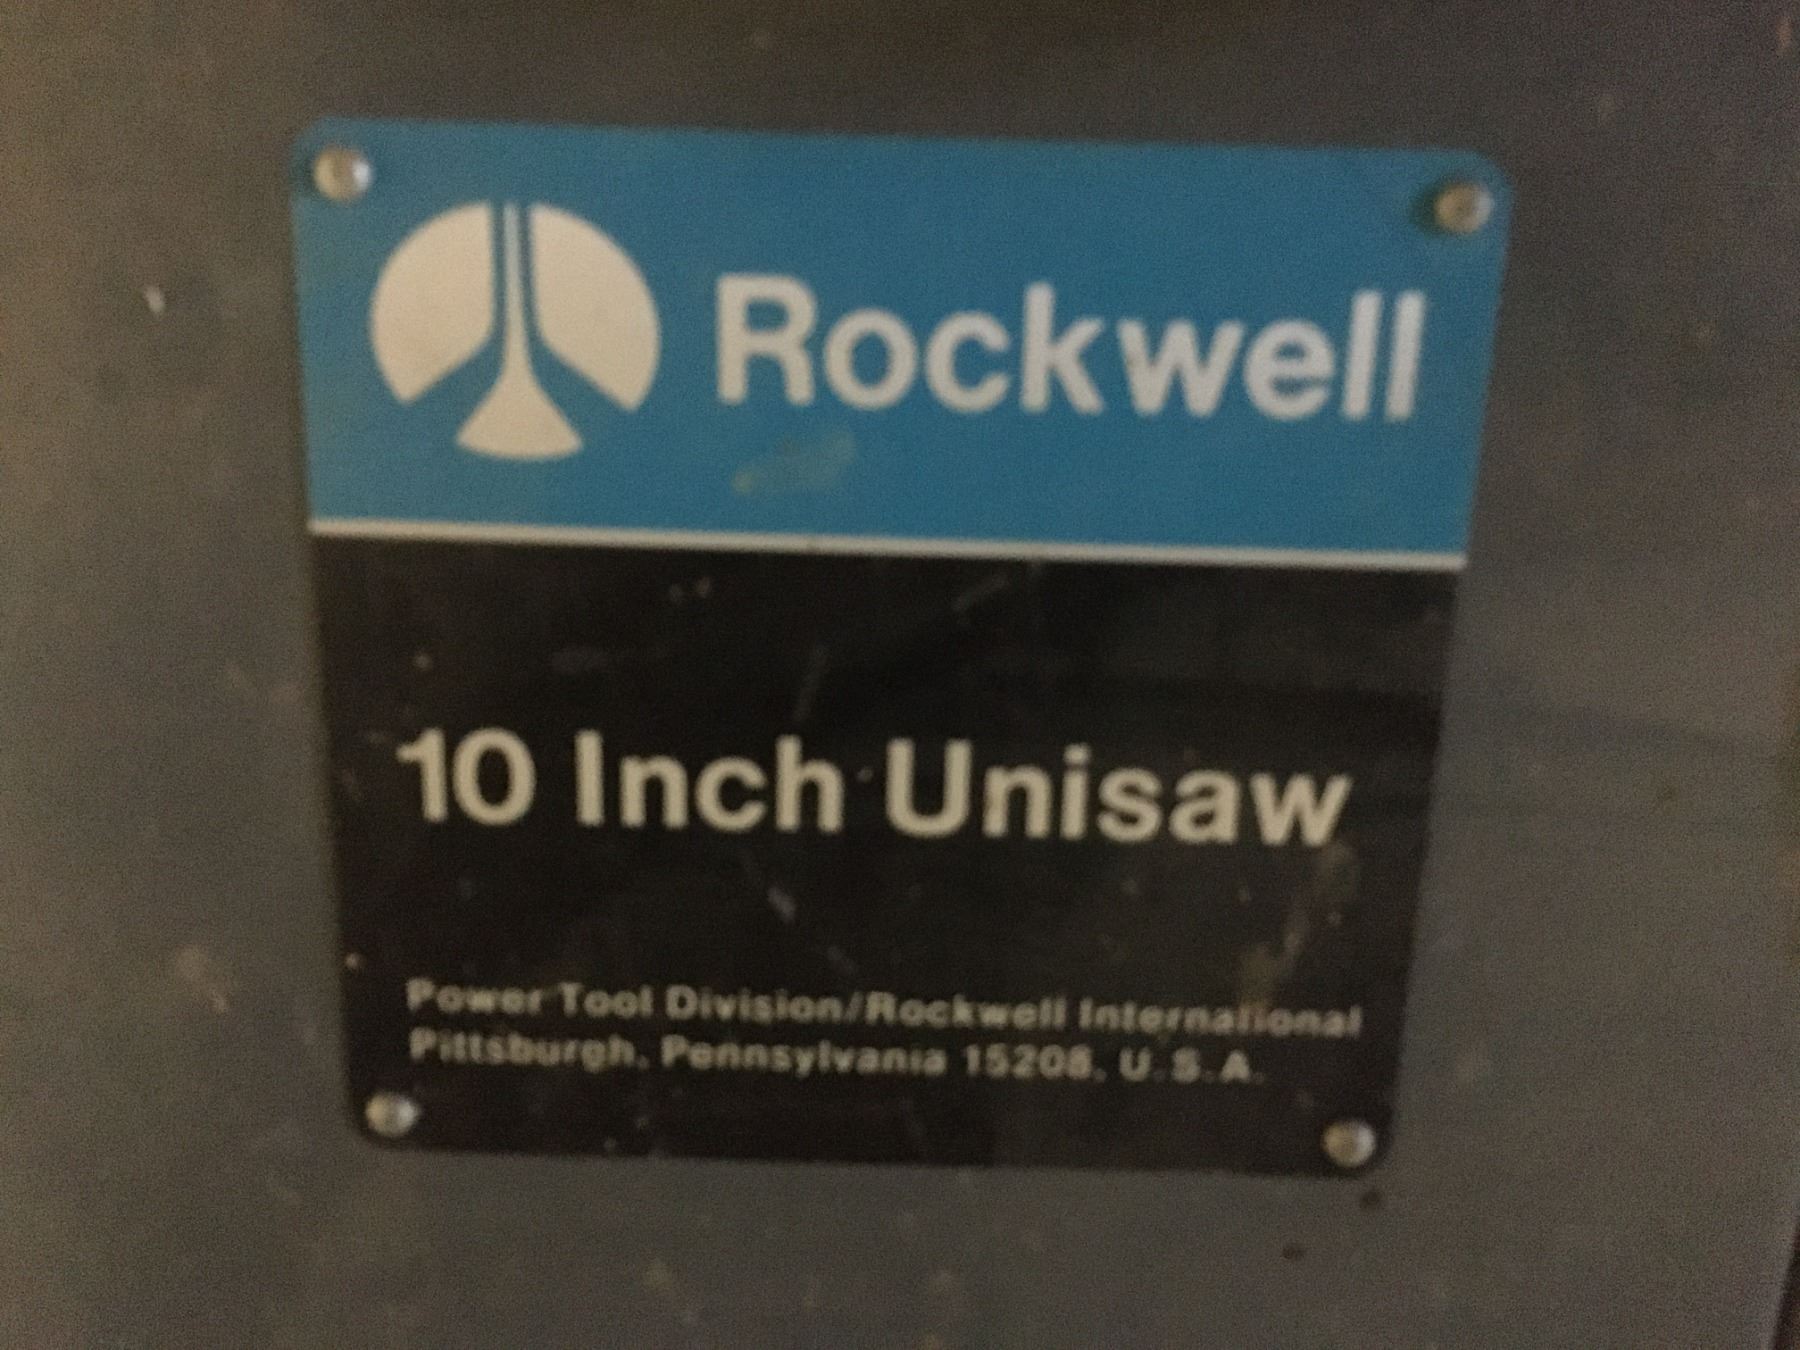 Rockwell
10 Inch Unisaw
Power Tool Division/Rockwell International
Pittsburgh, Pennsylvania 15208, U.S.A.